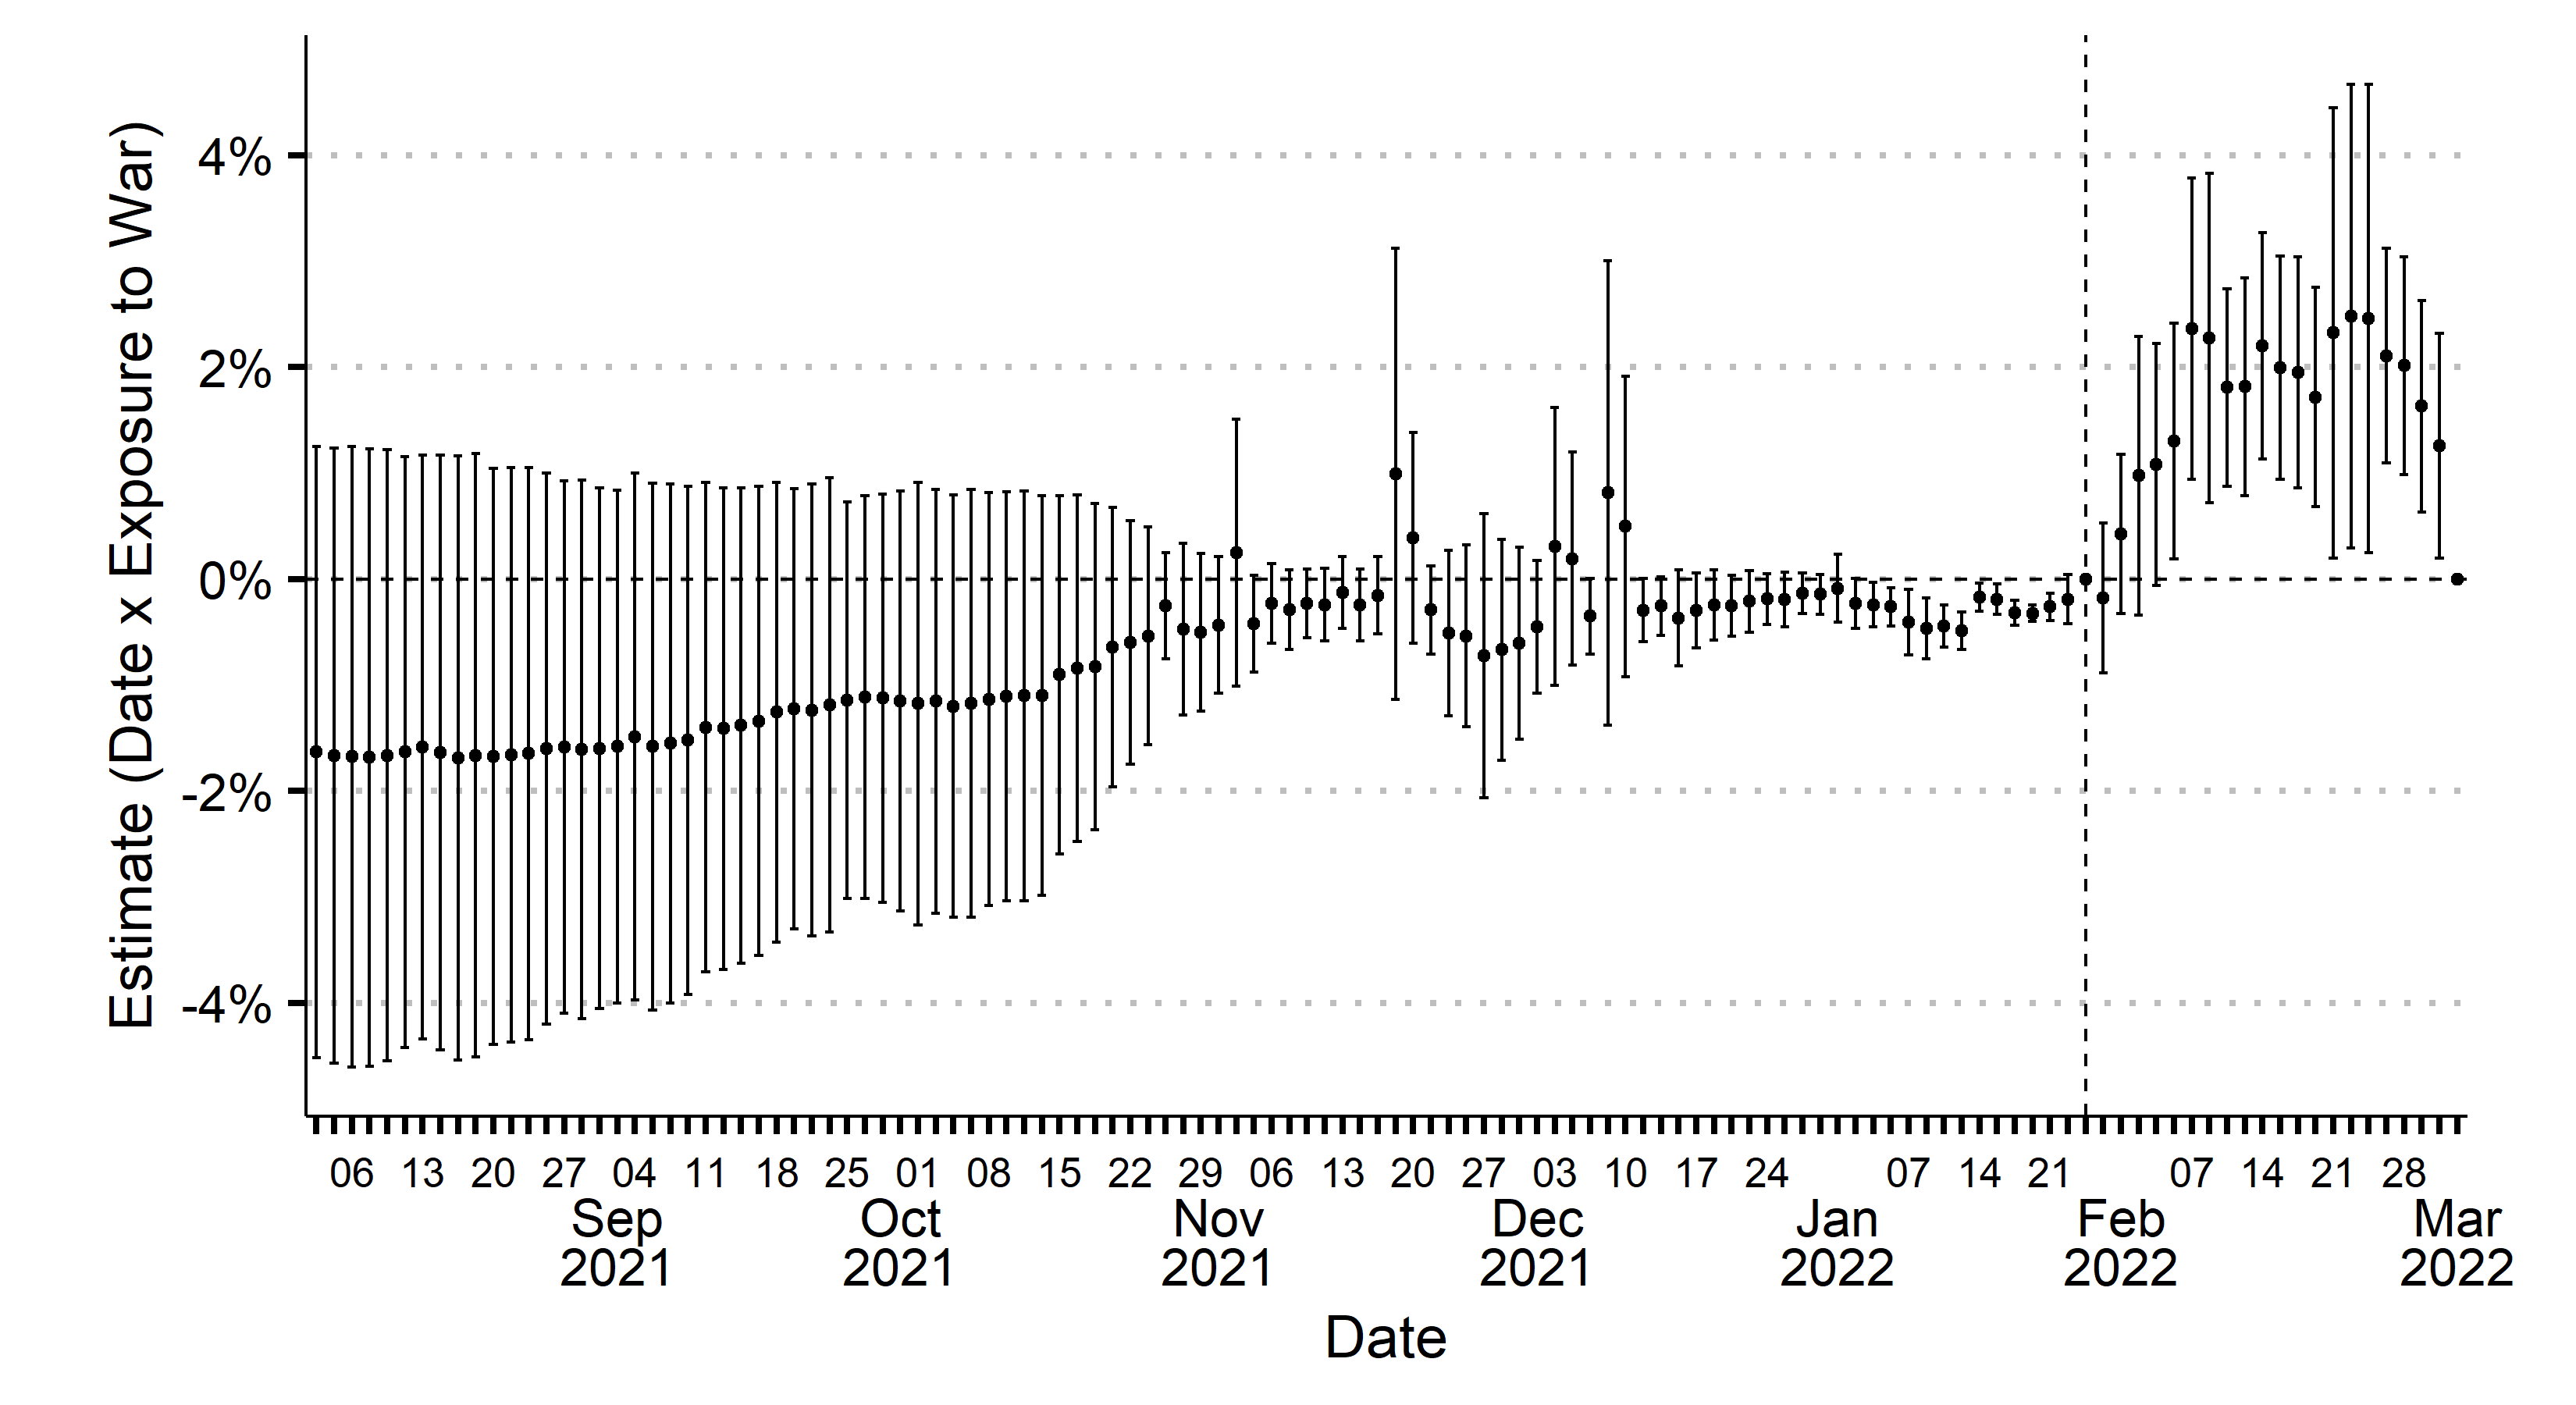 Estimate (Date x Exposure to War)
4%
2%
0%
-2%
-4%
06 13 20 27 04 11 18 25 01 08 15 22 29 06 13 20 27 03 10 17 24 07 14 21 07 14 21 28
Sep Oct Nov Dec Jan Feb Mar
2021 2021 2021 2021 2022 2022 2022
Date